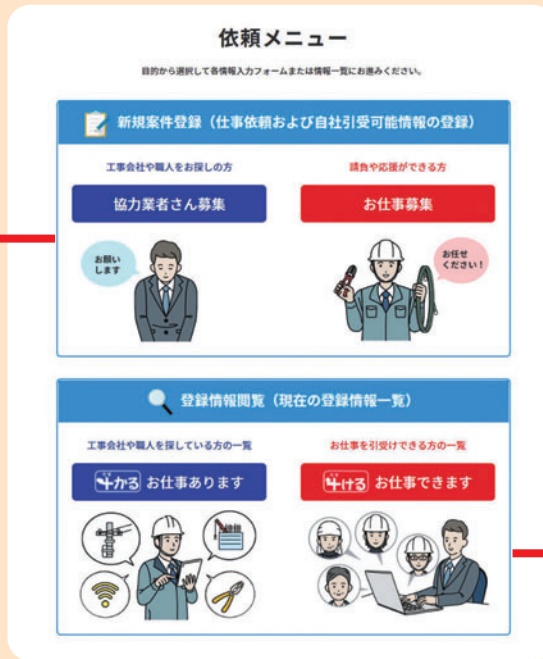 依頼メニュー
目的から選択して各情報入力フォームまたは情報一覧にお進みください。
新規案件登録（仕事依頼および自社引受可能情報の登録）
工事会社や職人をお探しの方
請負や応援ができる方
協力業者さん募集
お仕事募集
お願い
します
お任せ
ください！
登録情報閲覧（現在の登録情報一覧）
工事会社や職人を探している方の一覧
お仕事を引受けできる方の一覧
かる お仕事あります
ける お仕事できます